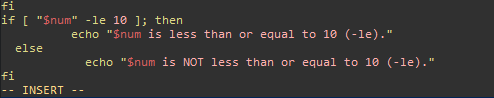 fi
if [ "$num" -le 10 ]; then
echo "$num is less than or equal to 10 (-le)."
else
echo "$num is NOT less than or equal to 10 (-le)."
fi
-- INSERT --